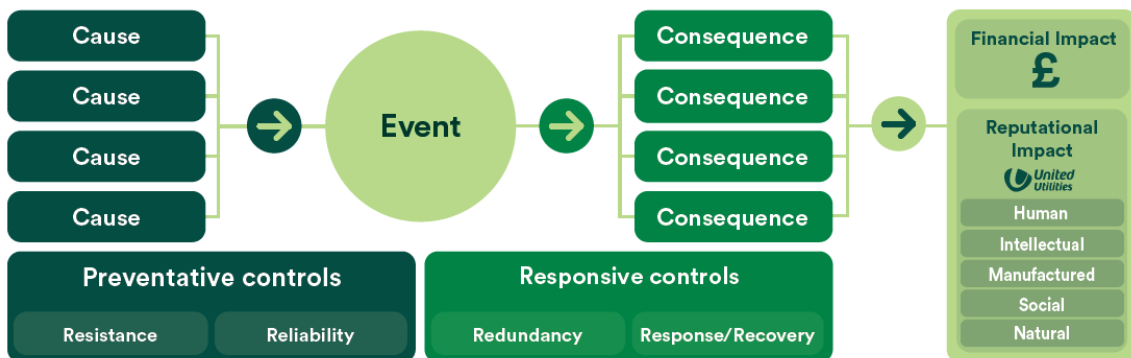 Cause
Cause
Cause
Cause
Event
Consequence
Consequence
Consequence
Consequence
Financial Impact
£
Reputational
Impact
United
Utilities
Human
Intellectual
Manufactured
Social
Natural
Preventative controls
Resistance
Reliability
Responsive controls
Redundancy
Response/Recovery